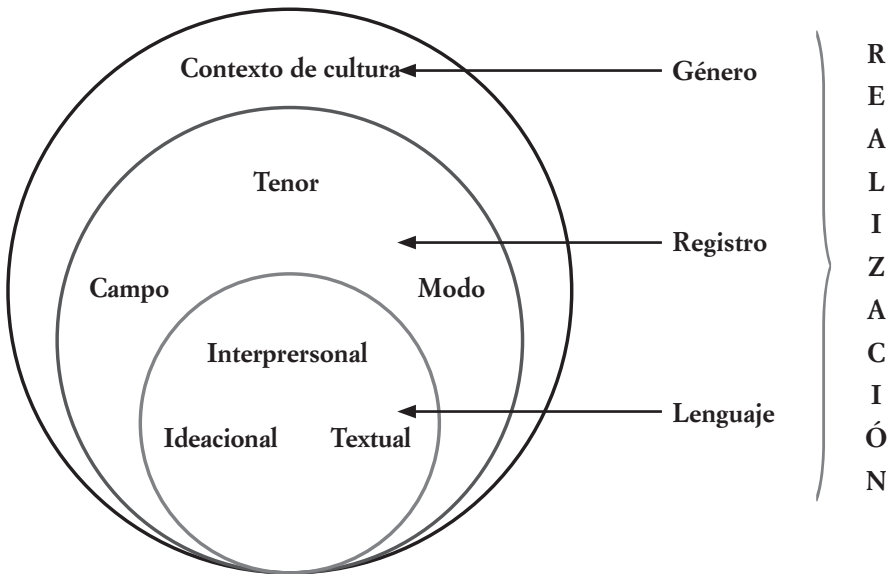 Contexto de cultura
Género
Tenor
Registro
Campo
Modo
Interprersonal
Lenguaje
Ideacional
Textual
R
E
A
L
I
Z
A
C
I
Ó
N